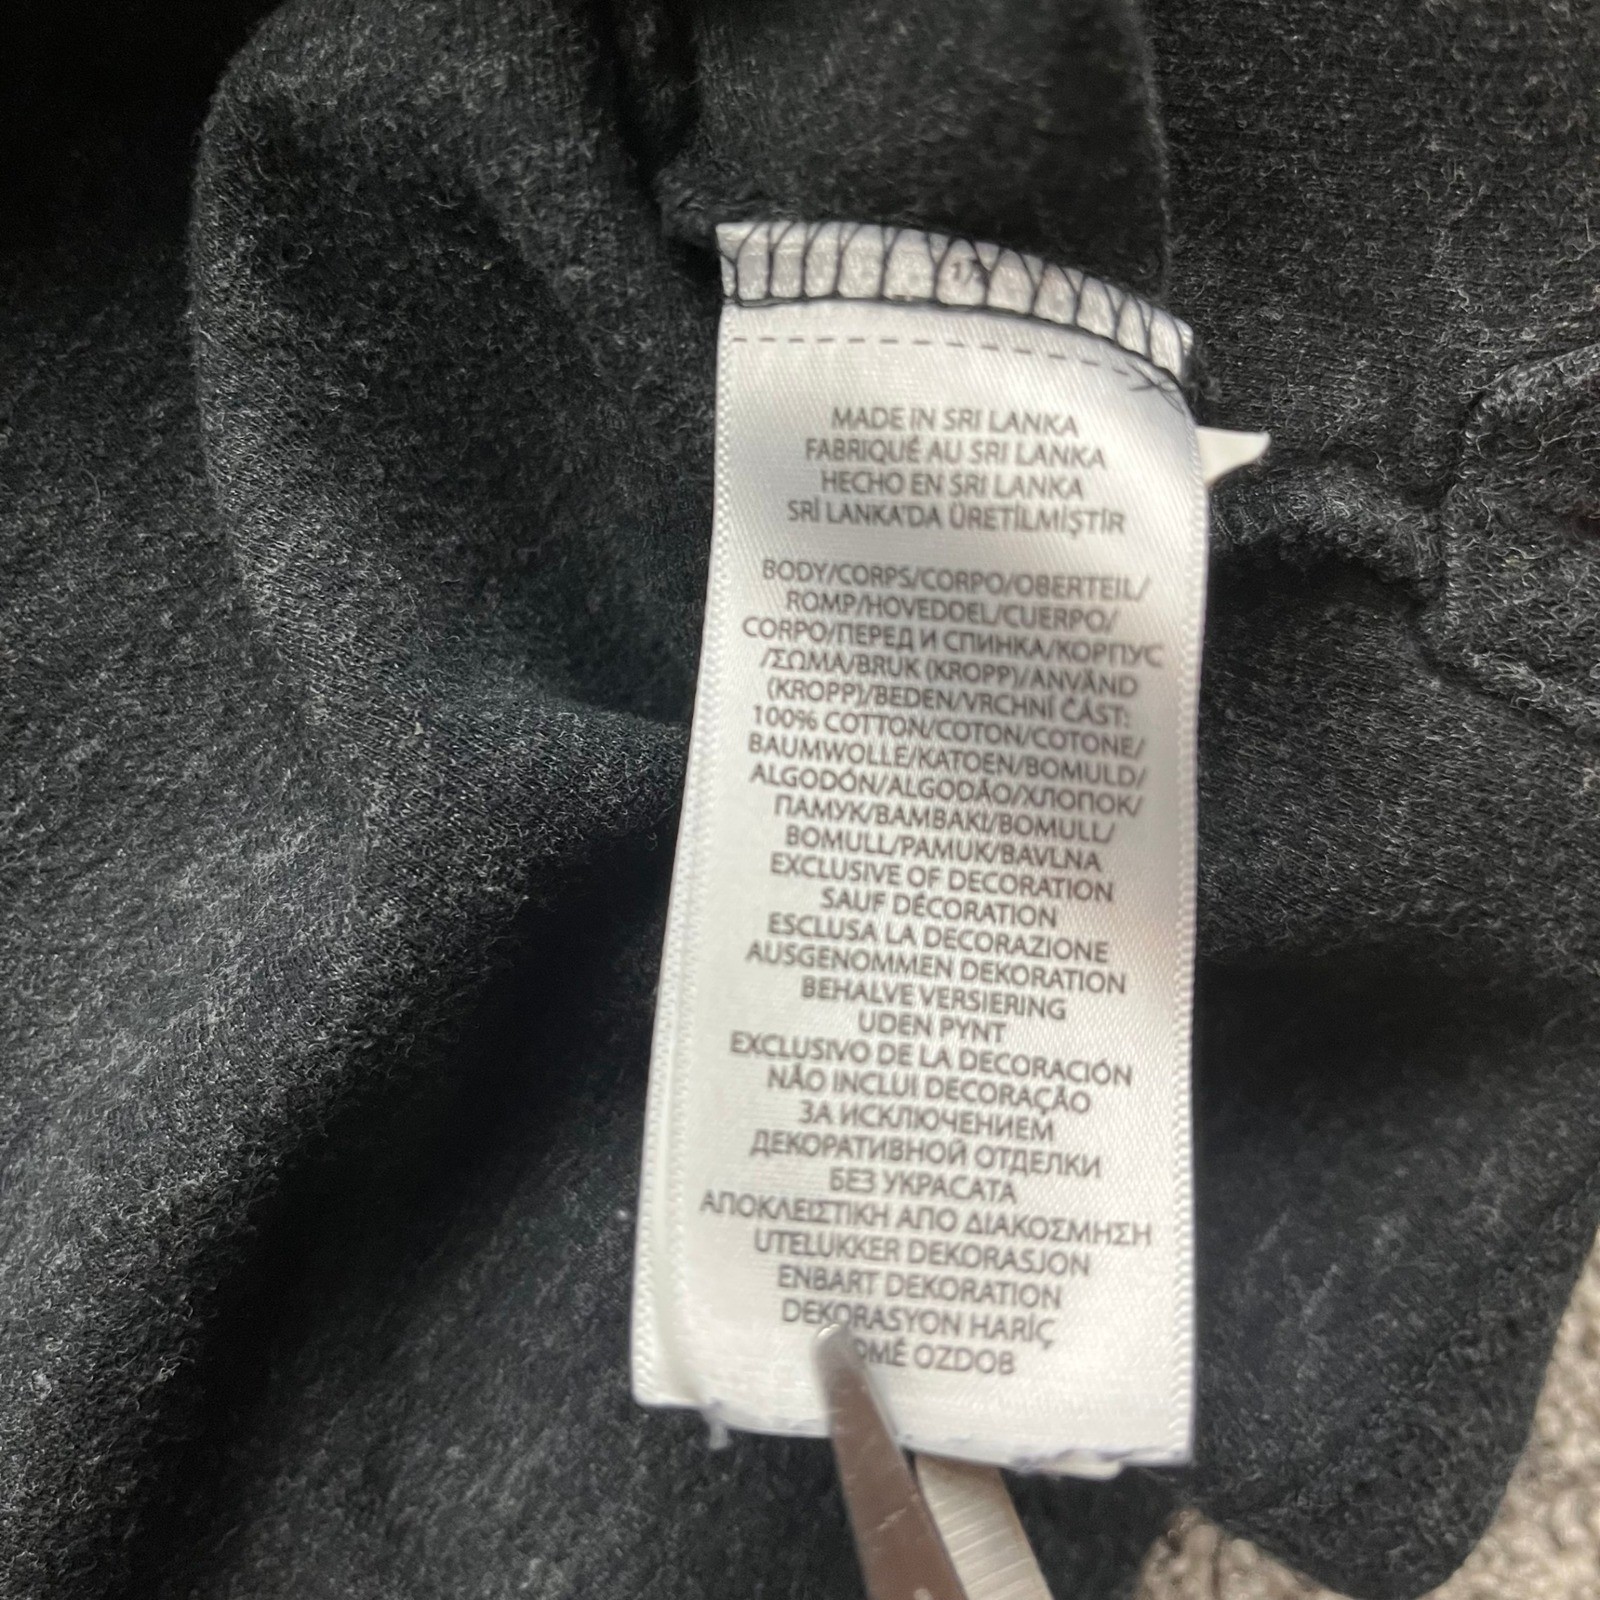 MADE IN SRI LANKA
FABRIQUÉ AU SRI LANKA
HECHO EN SRI LANKA
SRİ LANKA'DA ÜRETİLMİŞTİR
BODY/CORPS/CORPO/OBERTEIL/
ROMP/HOVEDDEL/CUERPO/
CORPO/ПЕРЕД И СПИНКА/КОРПУС
/ΣΩΜΑ/BRUK (KROPP)/ANVÄND
(KROPP)/BEDEN/VRCHNÍ ČÁST:
100% COTTON/COTON/COTONE/
BAUMWOLLE/KATOEN/BOMULD/
ALGODÓN/ALGODÃO/ХЛОПОК/
ПАМУК/ΒΑΜΒΑΚΙ/BOMULL/
BOMULL/PAMUK/BAVLNA
EXCLUSIVE OF DECORATION
SAUF DÉCORATION
ESCLUSA LA DECORAZIONE
AUSGENOMMEN DEKORATION
BEHALVE VERSIERING
UDEN PYNT
EXCLUSIVO DE LA DECORACIÓN
NÃO INCLUI DECORAÇÃO
ЗА ИСКЛЮЧЕНИЕМ
ДЕКОРАТИВНОЙ ОТДЕЛКИ
БЕЗ УКРАСАТА
ΑΠΟΚΛΕΙΣΤΙΚΗ ΑΠΟ ΔΙΑΚΟΣΜΗΣΗ
UTELUKKER DEKORASJON
ENBART DEKORATION
DEKORASYON HARİÇ
OZDOB